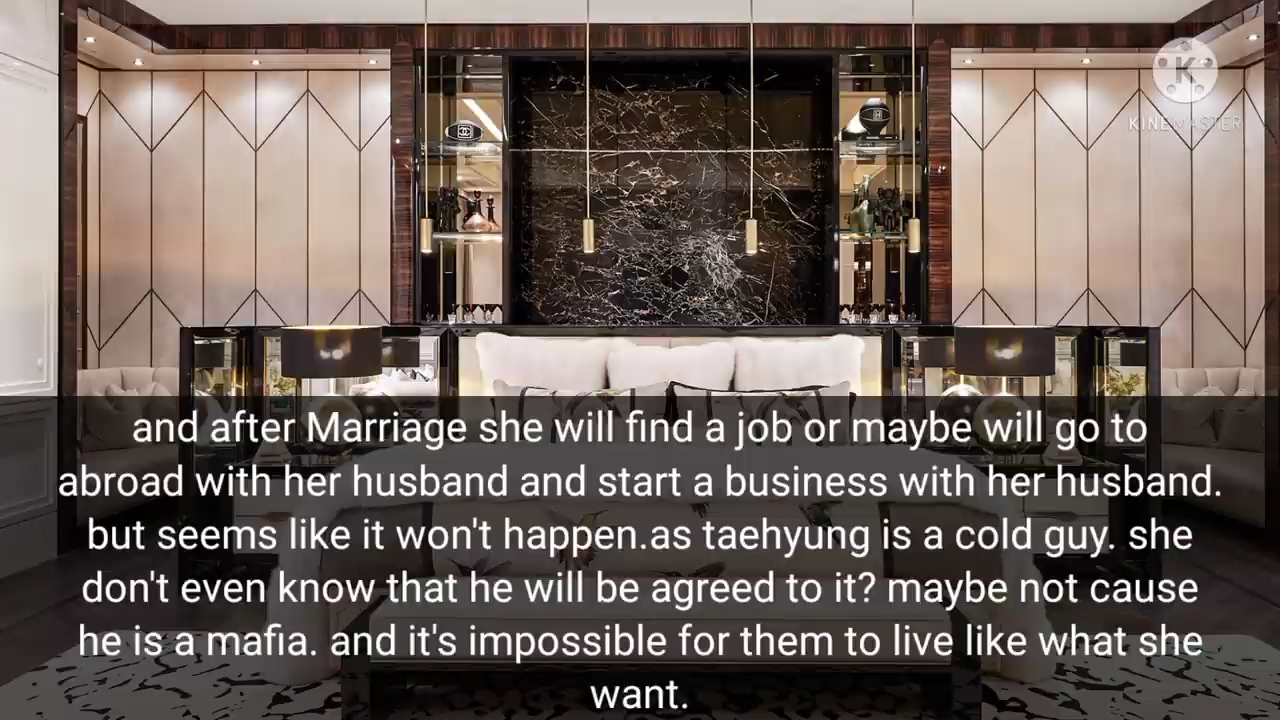 K
KINEMASTER
and after Marriage she will find a job or maybe will go to
abroad with her husband and start a business with her husband.
but seems like it won't happen.as taehyung is a cold guy. she
don't even know that he will be agreed to it? maybe not cause
he is a mafia. and it's impossible for them to live like what she
want.